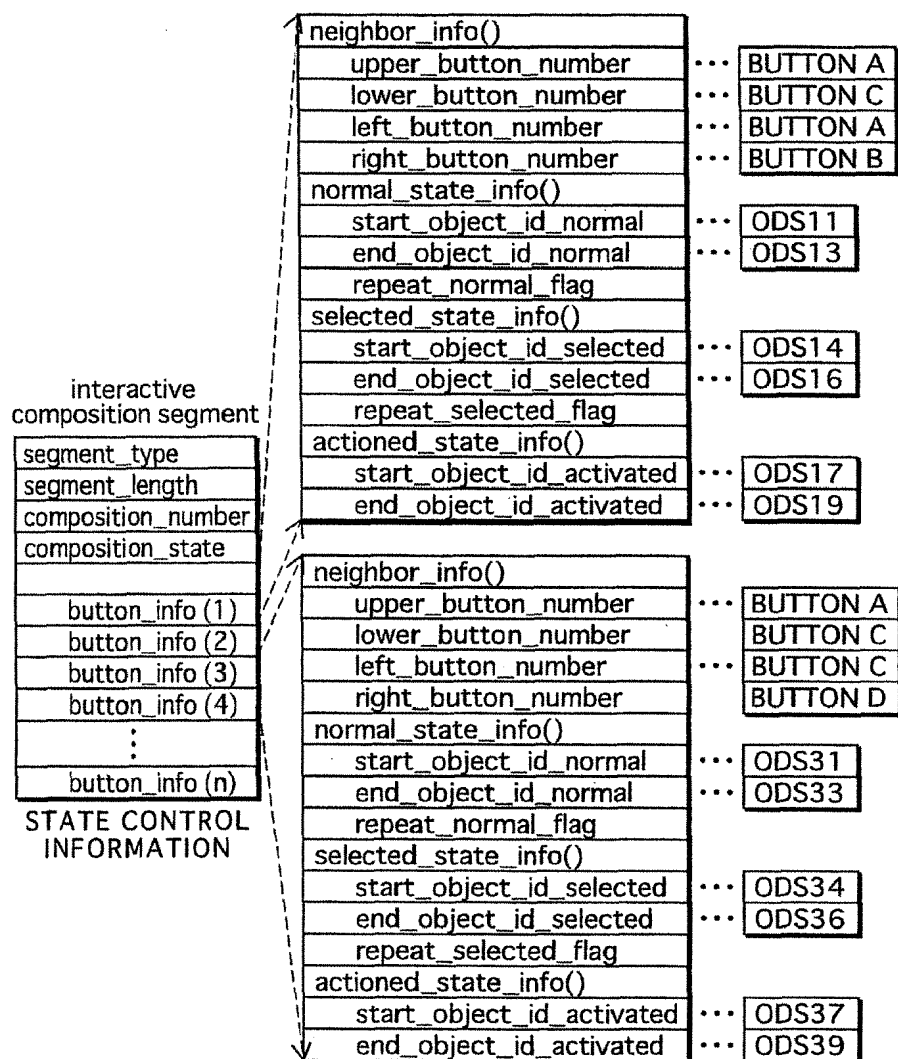 neighbor_info()
upper_button_number ... BUTTON A
lower_button_number ... BUTTON C
left_button_number ... BUTTON A
right_button_number ... BUTTON B
normal_state_info()
start_object_id_normal ... ODS11
end_object_id_normal ... ODS13
repeat_normal_flag
selected_state_info()
start_object_id_selected ... ODS14
end_object_id_selected ... ODS16
repeat_selected_flag
actioned_state_info()
start_object_id_activated ... ODS17
end_object_id_activated ... ODS19
interactive
composition segment
segment_type
segment_length
composition_number
composition_state
button_info (1)
button_info (2)
button_info (3)
button_info (4)
button_info (n)
STATE CONTROL
INFORMATION
neighbor_info()
upper_button_number ... BUTTON A
lower_button_number BUTTON C
left_button_number ... BUTTON C
right_button_number BUTTON D
normal_state_info()
start_object_id_normal ... ODS31
end_object_id_normal ... ODS33
repeat_normal_flag
selected_state_info()
start_object_id_selected ... ODS34
end_object_id_selected ... ODS36
repeat_selected_flag
actioned_state_info()
start_object_id_activated ... ODS37
end_object_id_activated ... ODS39